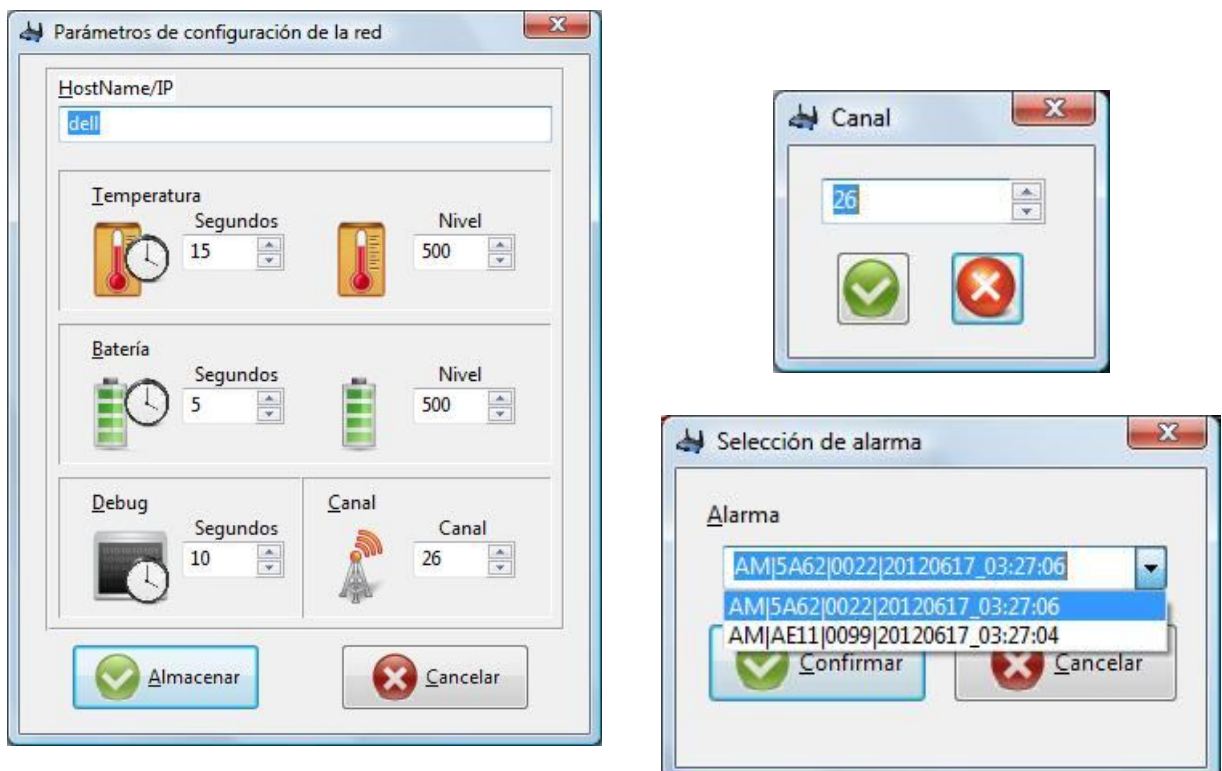 Parámetros de configuración de la red
HostName/IP
dell
Temperatura
Segundos Nivel
15 500
Batería
Segundos Nivel
5 500
Debug Canal
Segundos Canal
10 26
Almacenar Cancelar
Canal
26
Selección de alarma
Alarma
AM|5A62|0022|20120617_03:27:06
AM|5A62|0022|20120617_03:27:06
AM|AE11|0099|20120617_03:27:04
Confirmar Cancelar